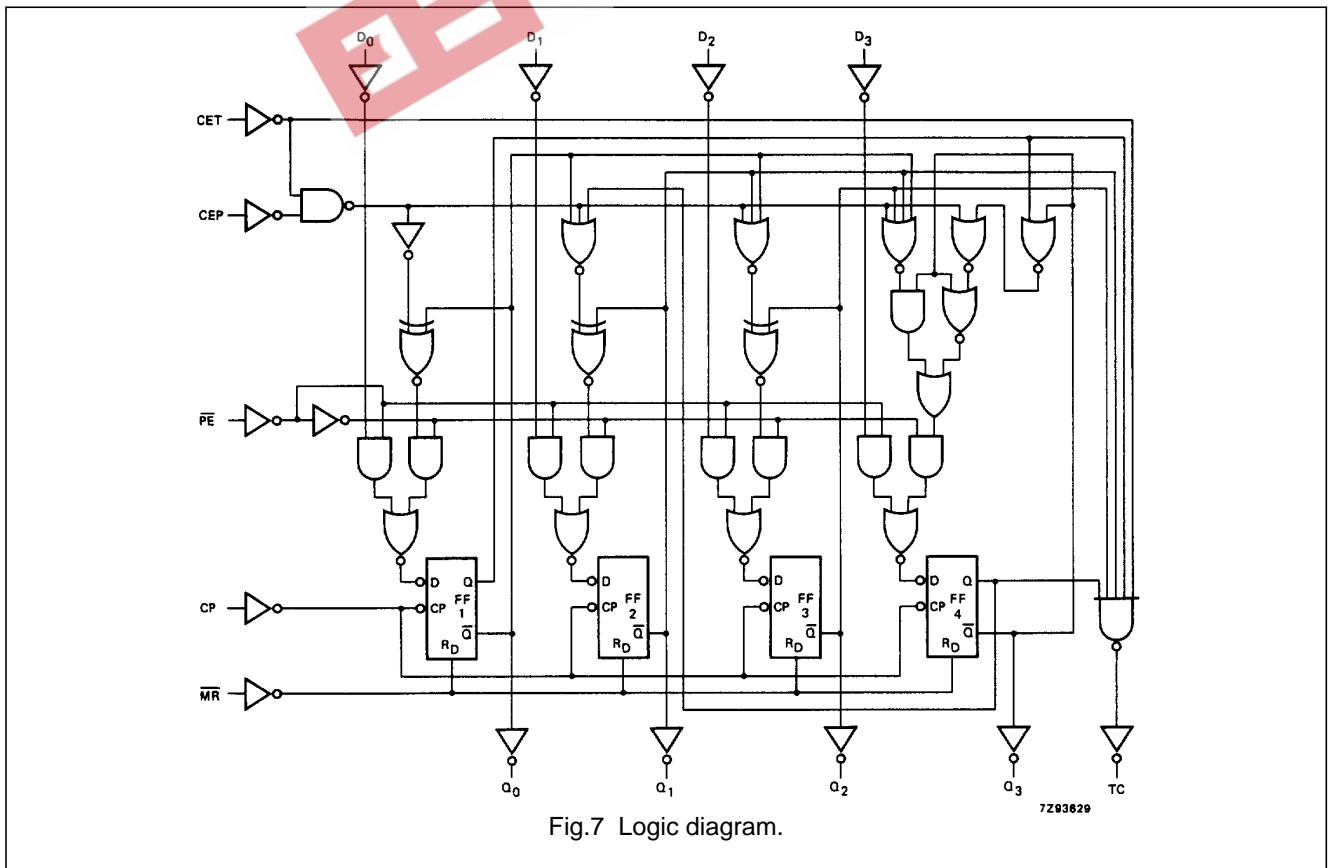 D0 D1 D2 D3
CET
CEP
PE
D Q D D D Q
CP
CP FF 1 CP FF 2 CP FF 3 CP FF 4
Q Q Q Q
RD RD RD RD
MR
Q0 Q1 Q2 Q3 TC
7Z93629
Fig.7 Logic diagram.